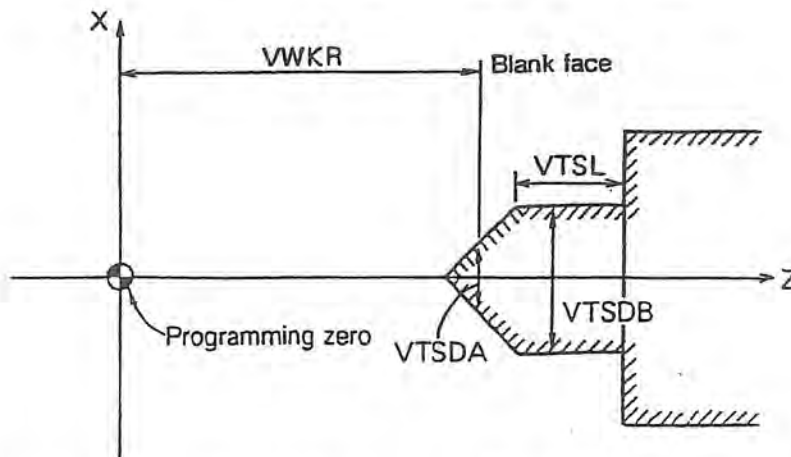 X
VWKR
Blank face
VTSL
Z
Programming zero
VTSDA
VTSDB